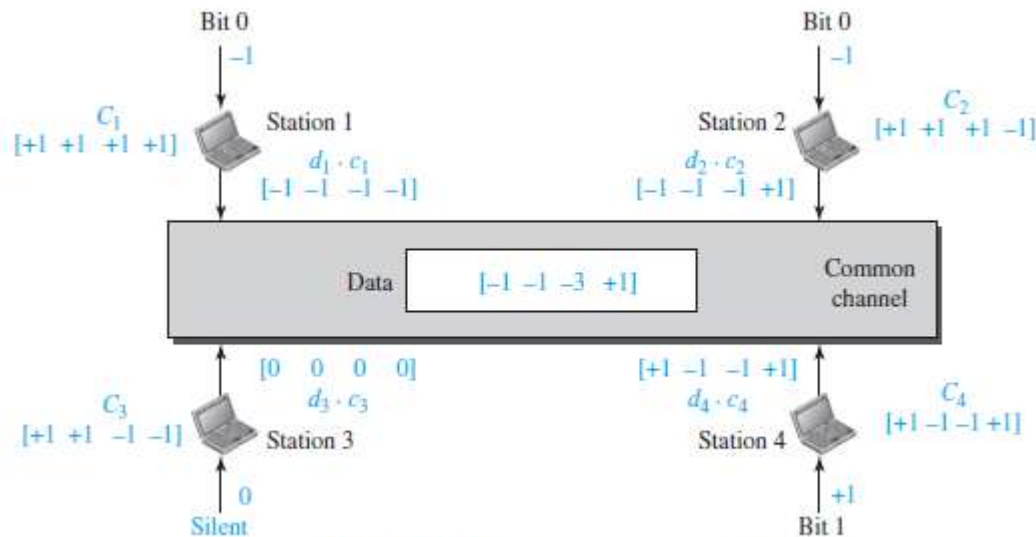 Bit 0
Bit 0
–1
–1
C1
[+1 +1 +1 +1]
Station 1
Station 2
C2
[+1 +1 +1 –1]
d1 · c1
[–1 –1 –1 –1]
d2 · c2
[–1 –1 –1 +1]
Data
[–1 –1 –3 +1]
Common
channel
[0 0 0 0]
d3 · c3
[+1 –1 –1 +1]
d4 · c4
C3
[+1 +1 –1 –1]
Station 3
Station 4
C4
[+1 –1 –1 +1]
0
+1
Silent
Bit 1